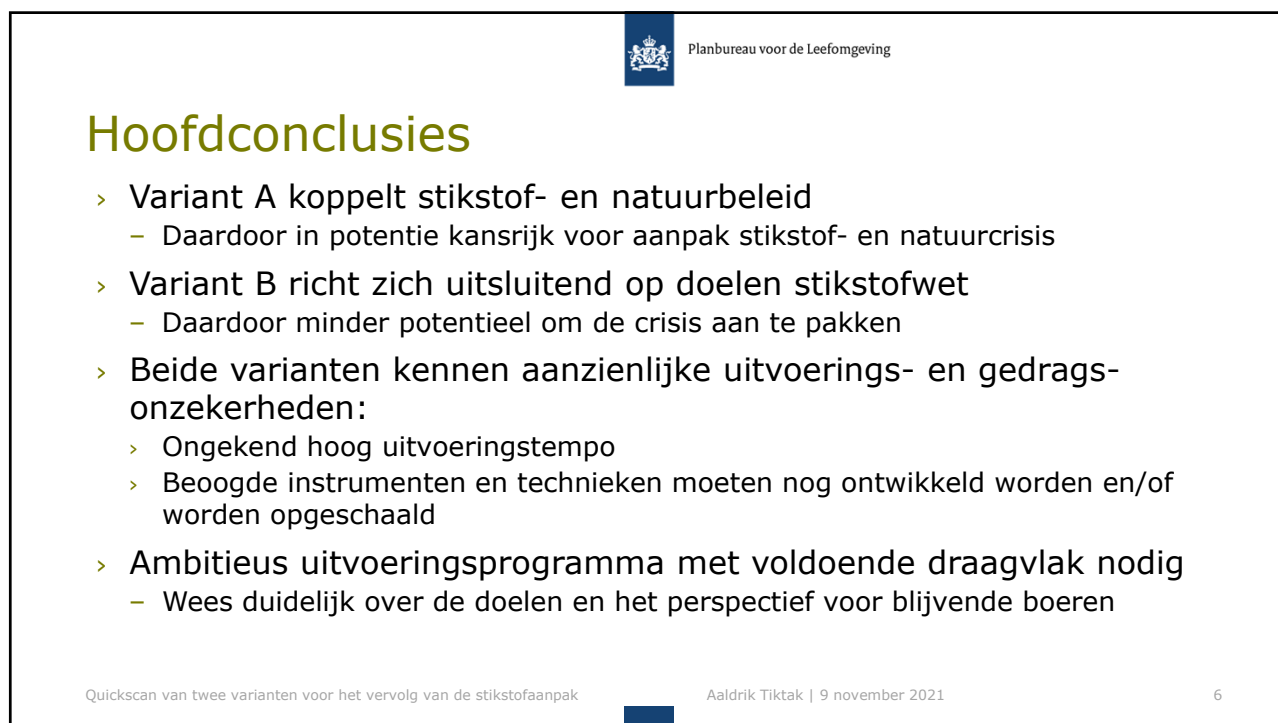 Planbureau voor de Leefomgeving
Hoofdconclusies
› Variant A koppelt stikstof- en natuurbeleid
– Daardoor in potentie kansrijk voor aanpak stikstof- en natuurcrisis
› Variant B richt zich uitsluitend op doelen stikstofwet
– Daardoor minder potentieel om de crisis aan te pakken
› Beide varianten kennen aanzienlijke uitvoerings- en gedrags-
onzekerheden:
› Ongekend hoog uitvoeringstempo
› Beoogde instrumenten en technieken moeten nog ontwikkeld worden en/of
worden opgeschaald
› Ambitieus uitvoeringsprogramma met voldoende draagvlak nodig
– Wees duidelijk over de doelen en het perspectief voor blijvende boeren
Quickscan van twee varianten voor het vervolg van de stikstofaanpak Aaldrik Tiktak | 9 november 2021 6